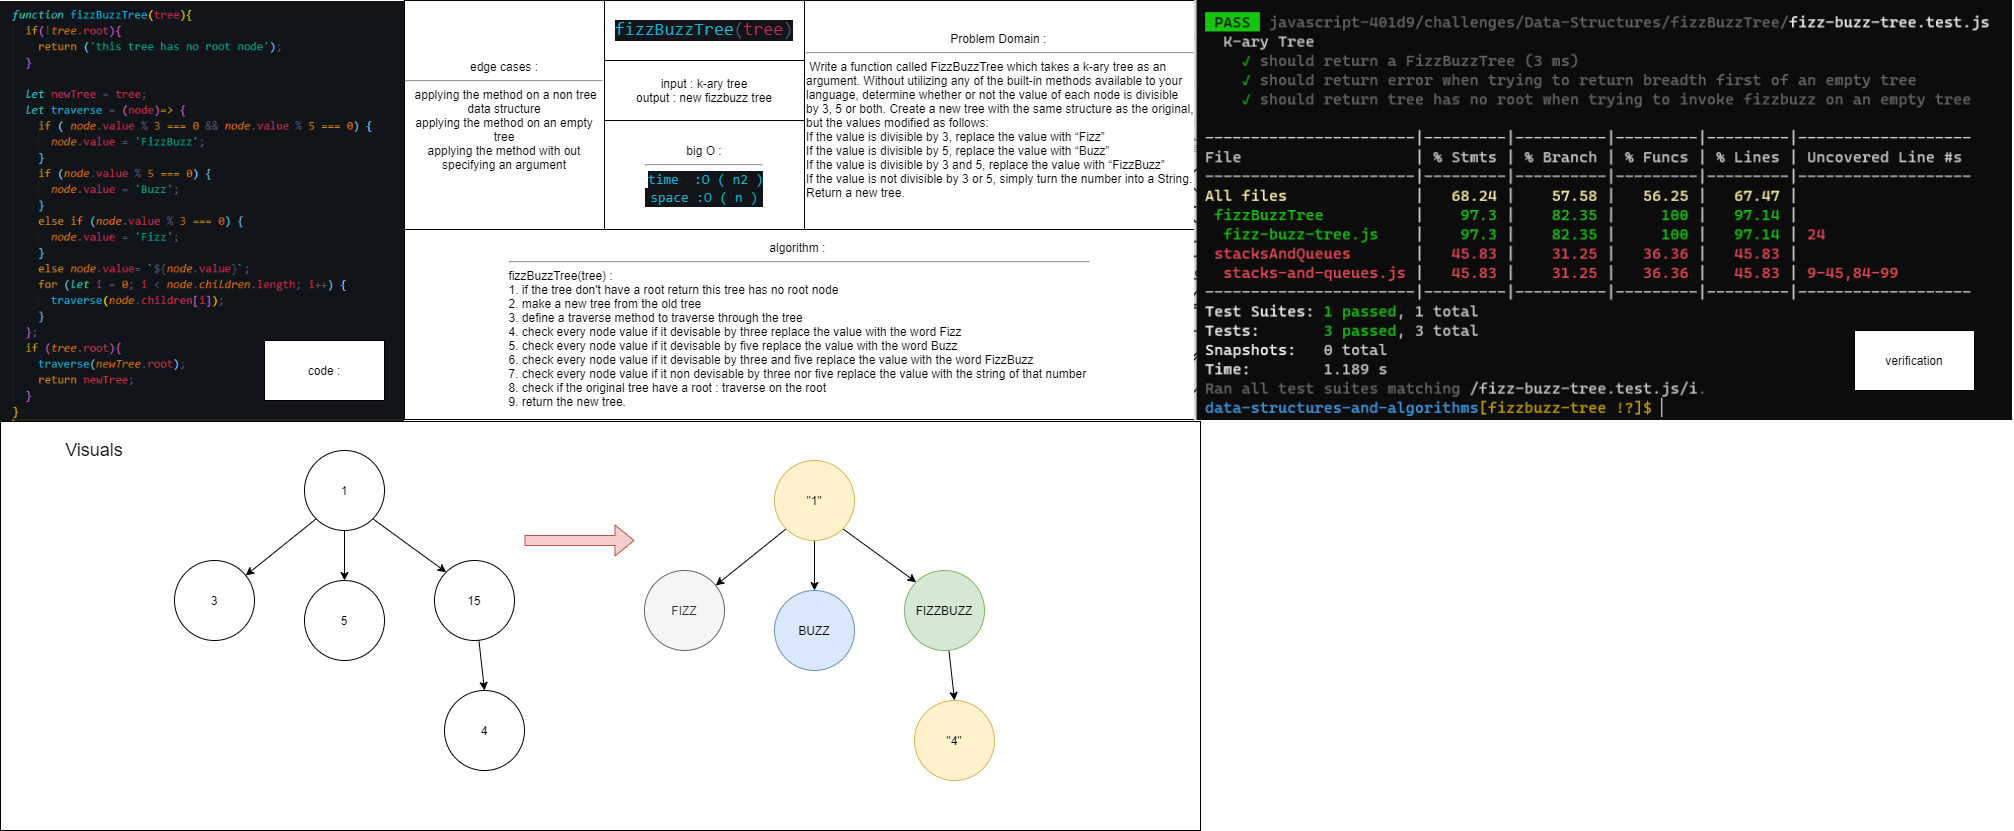 function fizzBuzzTree(tree){
if(!tree.root){
return ('this tree has no root node');
}
let newTree = tree;
let traverse = (node)=> {
if ( node.value % 3 === 0 && node.value % 5 === 0) {
node.value = 'FizzBuzz';
}
if (node.value % 5 === 0) {
node.value = 'Buzz';
}
else if (node.value % 3 === 0) {
node.value = 'Fizz';
}
else node.value= `${node.value}`;
for (let i = 0; i < node.children.length; i++) {
traverse(node.children[i]);
}
};
if (tree.root){
traverse(newTree.root);
return newTree;
}
}
code :
edge cases :
applying the method on a non tree
data structure
applying the method on an empty
tree
applying the method with out
specifying an argument
fizzBuzzTree(tree)
input : k-ary tree
output : new fizzbuzz tree
big O :
time  :O ( n2 )
space :O ( n )
Problem Domain :
Write a function called FizzBuzzTree which takes a k-ary tree as an
argument. Without utilizing any of the built-in methods available to your
language, determine whether or not the value of each node is divisible
by 3, 5 or both. Create a new tree with the same structure as the original,
but the values modified as follows:
If the value is divisible by 3, replace the value with “Fizz”
If the value is divisible by 5, replace the value with “Buzz”
If the value is divisible by 3 and 5, replace the value with “FizzBuzz”
If the value is not divisible by 3 or 5, simply turn the number into a String.
Return a new tree.
algorithm :
fizzBuzzTree(tree) :
1. if the tree don't have a root return this tree has no root node
2. make a new tree from the old tree
3. define a traverse method to traverse through the tree
4. check every node value if it devisable by three replace the value with the word Fizz
5. check every node value if it devisable by five replace the value with the word Buzz
6. check every node value if it devisable by three and five replace the value with the word FizzBuzz
7. check every node value if it non devisable by three nor five replace the value with the string of that number
8. check if the original tree have a root : traverse on the root
9. return the new tree.
PASS javascript-401d9/challenges/Data-Structures/fizzBuzzTree/fizz-buzz-tree.test.js
K-ary Tree
√ should return a FizzBuzzTree (3 ms)
√ should return error when trying to return breadth first of an empty tree
√ should return tree has no root when trying to invoke fizzbuzz on an empty tree
-----------------------|---------|----------|---------|---------|-------------------
File | % Stmts | % Branch | % Funcs | % Lines | Uncovered Line #s
-----------------------|---------|----------|---------|---------|-------------------
All files | 68.24 | 57.58 | 56.25 | 67.47 |
fizzBuzzTree | 97.3 | 82.35 | 100 | 97.14 |
fizz-buzz-tree.js | 97.3 | 82.35 | 100 | 97.14 | 24
stacksAndQueues | 45.83 | 31.25 | 36.36 | 45.83 |
stacks-and-queues.js | 45.83 | 31.25 | 36.36 | 45.83 | 9-45,84-99
-----------------------|---------|----------|---------|---------|-------------------
Test Suites: 1 passed, 1 total
Tests: 3 passed, 3 total
Snapshots: 0 total
Time: 1.189 s
Ran all test suites matching /fizz-buzz-tree.test.js/i.
data-structures-and-algorithms[fizzbuzz-tree !?]$
verification
Visuals
1
3
5
15
4
"1"
FIZZ
BUZZ
FIZZBUZZ
"4"